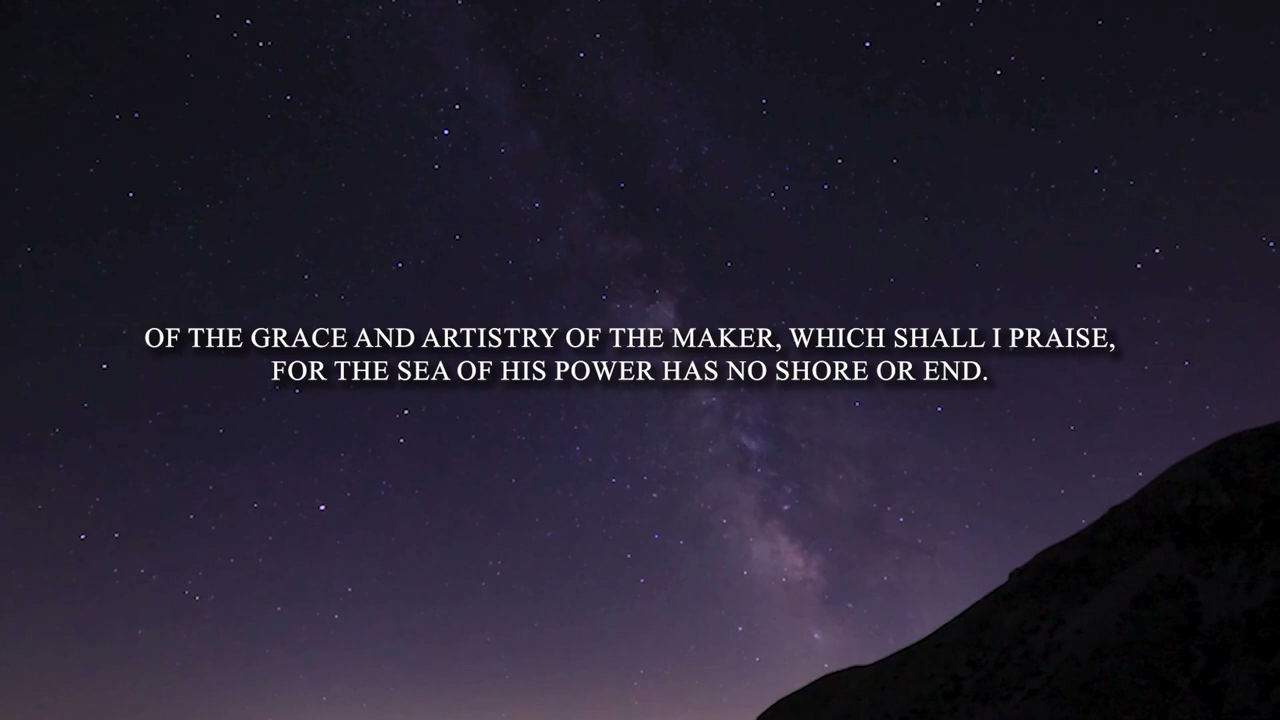 OF THE GRACE AND ARTISTRY OF THE MAKER, WHICH SHALL I PRAISE,
FOR THE SEA OF HIS POWER HAS NO SHORE OR END.